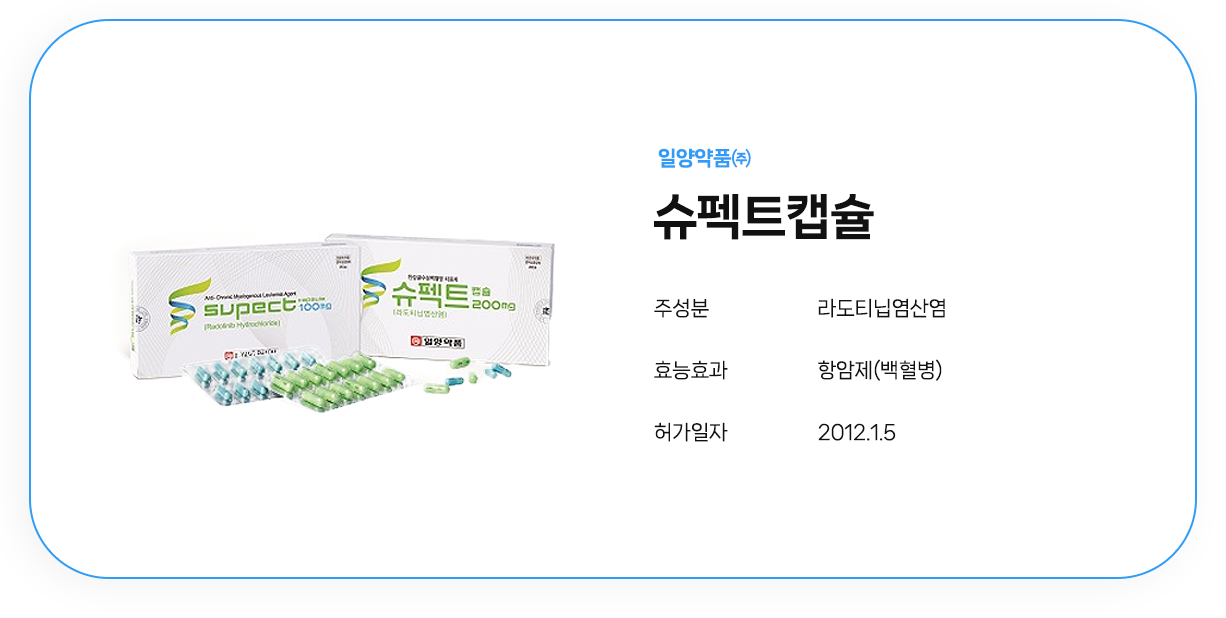 일양약품㈜
슈펙트캡슐
주성분 라도티닙염산염
효능효과 항암제(백혈병)
허가일자 2012.1.5
Anti-Chronic Myelogenous Leukemia Agent
supect
100mg
(Radotinib Hydrochloride)
만성골수성백혈병 치료제
슈펙트 캡슐
200mg
(라도티닙염산염)
일양약품